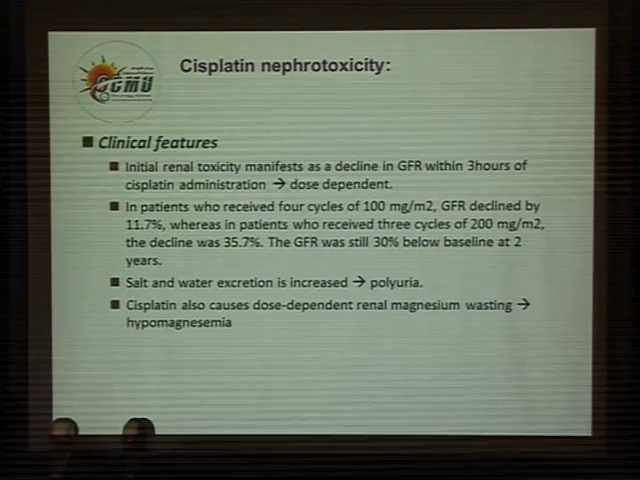 Cisplatin nephrotoxicity:
GCMU
Clinical features
Initial renal toxicity manifests as a decline in GFR within 3hours of
cisplatin administration → dose dependent.
In patients who received four cycles of 100 mg/m2, GFR declined by
11.7%, whereas in patients who received three cycles of 200 mg/m2,
the decline was 35.7%. The GFR was still 30% below baseline at 2
years.
Salt and water excretion is increased → polyuria.
Cisplatin also causes dose-dependent renal magnesium wasting →
hypomagnesemia